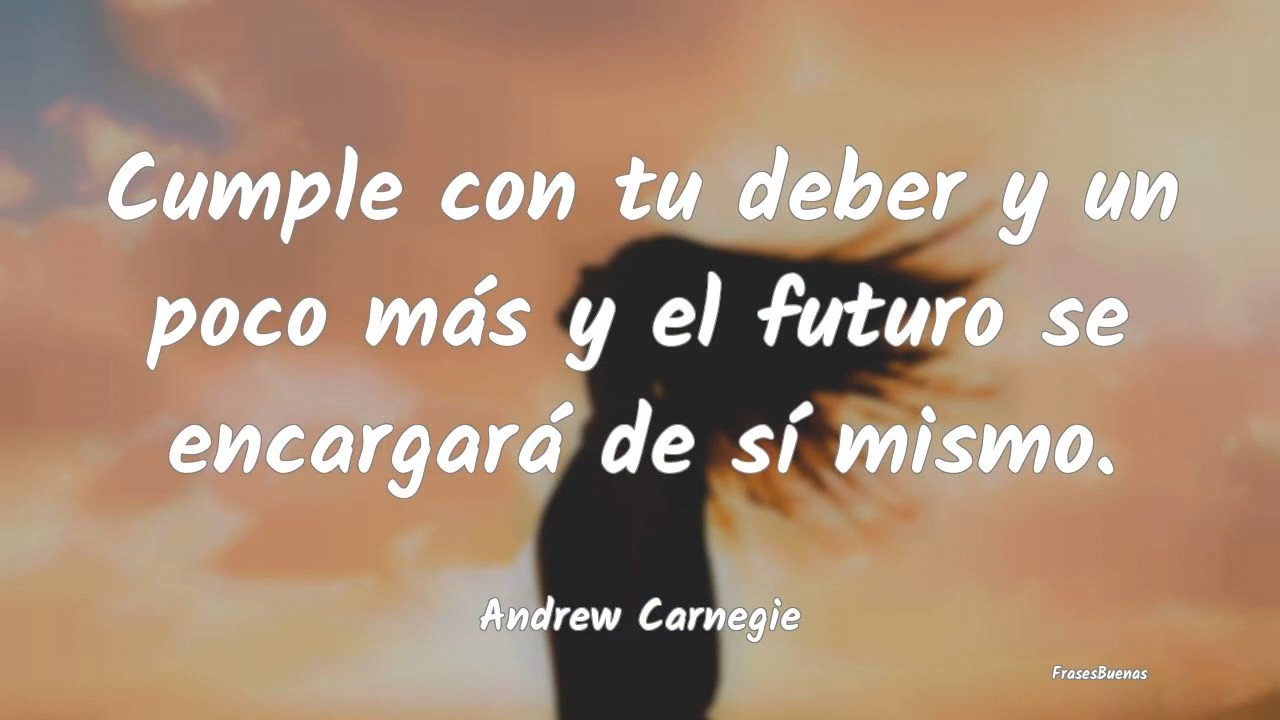 Cumple con tu deber y un
poco más y el futuro se
encargará de sí mismo.
Andrew Carnegie
FrasesBuenas